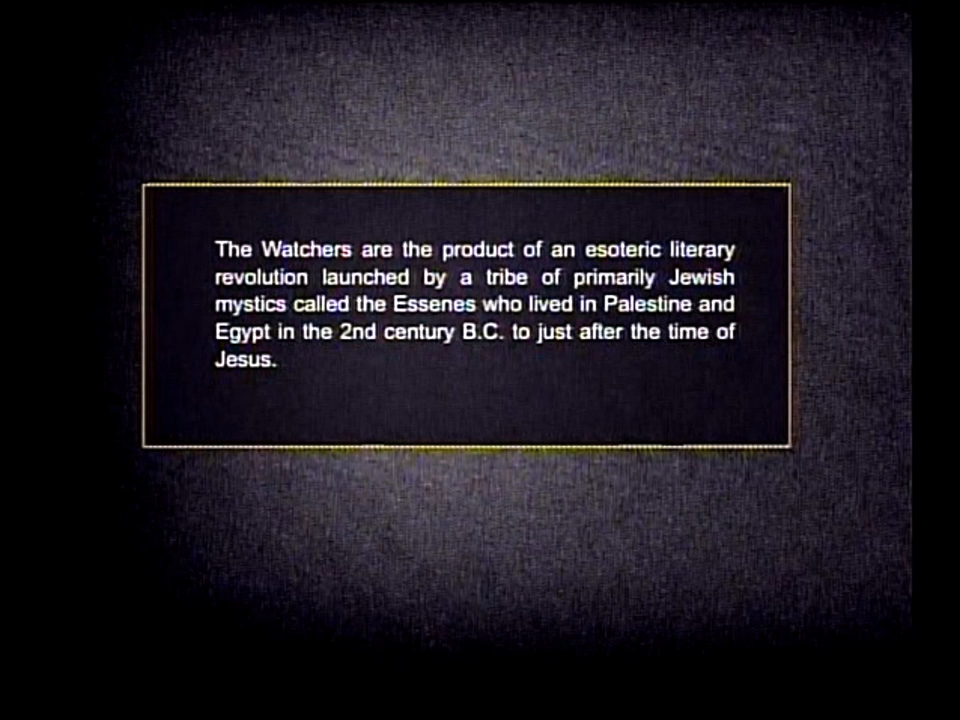 The Watchers are the product of an esoteric literary
revolution launched by a tribe of primarily Jewish
mystics called the Essenes who lived in Palestine and
Egypt in the 2nd century B.C. to just after the time of
Jesus.